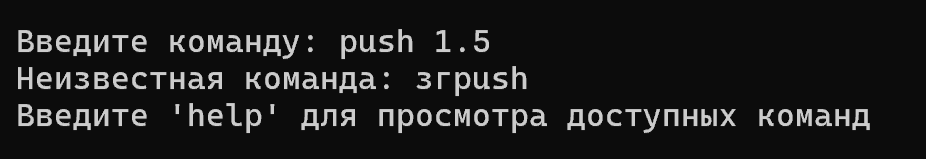 Введите команду: push 1.5
Неизвестная команда: згpush
Введите 'help' для просмотра доступных команд